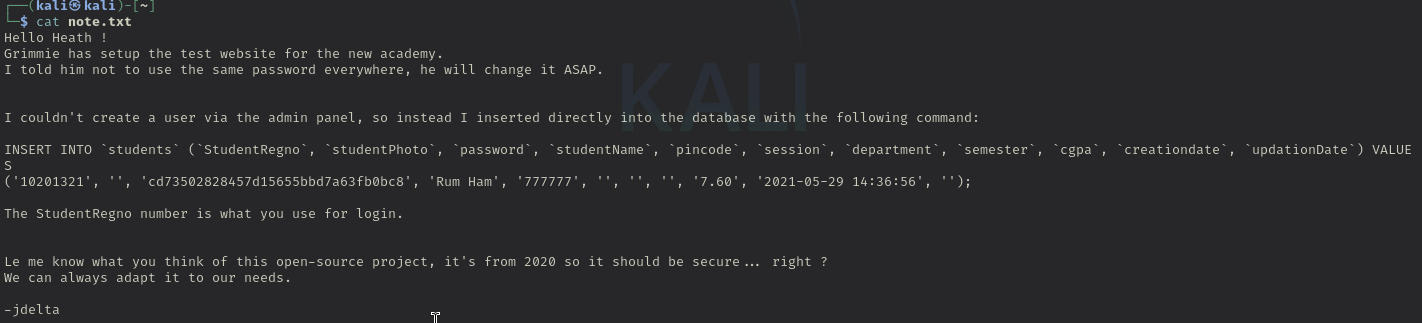 ┌──(kali㉿kali)-[~]
└─$ cat note.txt
Hello Heath !
Grimmie has setup the test website for the new academy.
I told him not to use the same password everywhere, he will change it ASAP.
I couldn't create a user via the admin panel, so instead I inserted directly into the database with the following command:
INSERT INTO `students` (`StudentRegno`, `studentPhoto`, `password`, `studentName`, `pincode`, `session`, `department`, `semester`, `cgpa`, `creationdate`, `updationDate`) VALUE
S
('10201321', '', 'cd73502828457d15655bbd7a63fb0bc8', 'Rum Ham', '777777', '', '', '', '7.60', '2021-05-29 14:36:56', '');
The StudentRegno number is what you use for login.
Le me know what you think of this open-source project, it's from 2020 so it should be secure... right ?
We can always adapt it to our needs.
-jdelta
KALI